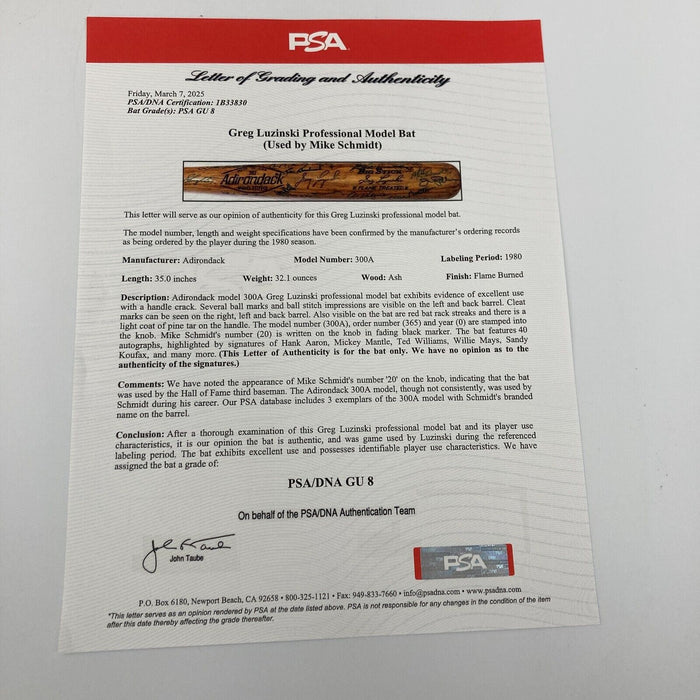 PSA
Letter of Grading and Authenticity
Friday, March 7, 2025
PSA/DNA Certification: 1B33830
Bat Grade(s): PSA GU 8
Greg Luzinski Professional Model Bat
(Used by Mike Schmidt)
Adirondack
BIG STICK
This letter will serve as our opinion of authenticity for this Greg Luzinski professional model bat.
The model number, length and weight specifications have been confirmed by the manufacturer's ordering records
as being ordered by the player during the 1980 season.
Manufacturer: Adirondack Model Number: 300A Labeling Period: 1980
Length: 35.0 inches Weight: 32.1 ounces Wood: Ash Finish: Flame Burned
Description: Adirondack model 300A Greg Luzinski professional model bat exhibits evidence of excellent use
with a handle crack. Several ball marks and ball stitch impressions are visible on the left and back barrel. Cleat
marks can be seen on the right, left and back barrel. Also visible on the bat are red bat rack streaks and there is a
light coat of pine tar on the handle. The model number (300A), order number (365) and year (0) are stamped into
the knob. Mike Schmidt's number (20) is written on the knob in fading black marker. The bat features 40
autographs, highlighted by signatures of Hank Aaron, Mickey Mantle, Ted Williams, Willie Mays, Sandy
Koufax, and many more. (This Letter of Authenticity is for the bat only. We have no opinion as to the
authenticity of the signatures.)
Comments: We have noted the appearance of Mike Schmidt's number '20' on the knob, indicating that the bat
was used by the Hall of Fame third baseman. The Adirondack 300A model, though not consistently, was used by
Schmidt during his career. Our PSA database includes 3 exemplars of the 300A model with Schmidt's branded
name on the barrel.
Conclusion: After a thorough examination of this Greg Luzinski professional model bat and its player use
characteristics, it is our opinion the bat is authentic, and was game used by Luzinski during the referenced
labeling period. The bat exhibits excellent use and possesses identifiable player use characteristics. We have
assigned the bat a grade of:
PSA/DNA GU 8
On behalf of the PSA/DNA Authentication Team
John Taube
PSA
P.O. Box 6180, Newport Beach, CA 92658 • 800-325-1121 • Fax: 949-833-7660 • info@psadna.com • www.psadna.com
*This letter serves as an opinion rendered by PSA at the date listed above. PSA is not responsible for any changes in the condition of the item
after this date thereby affecting the grade thereafter.